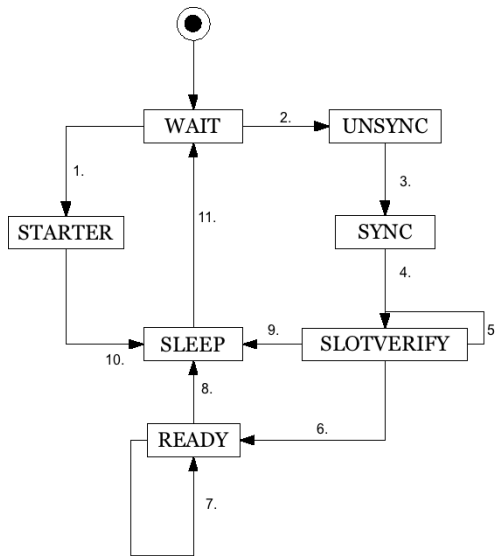 WAIT
2.
UNSYNC
1.
3.
STARTER
11.
SYNC
4.
10.
SLEEP
9.
SLOTVERIFY
5
8.
6.
READY
7.